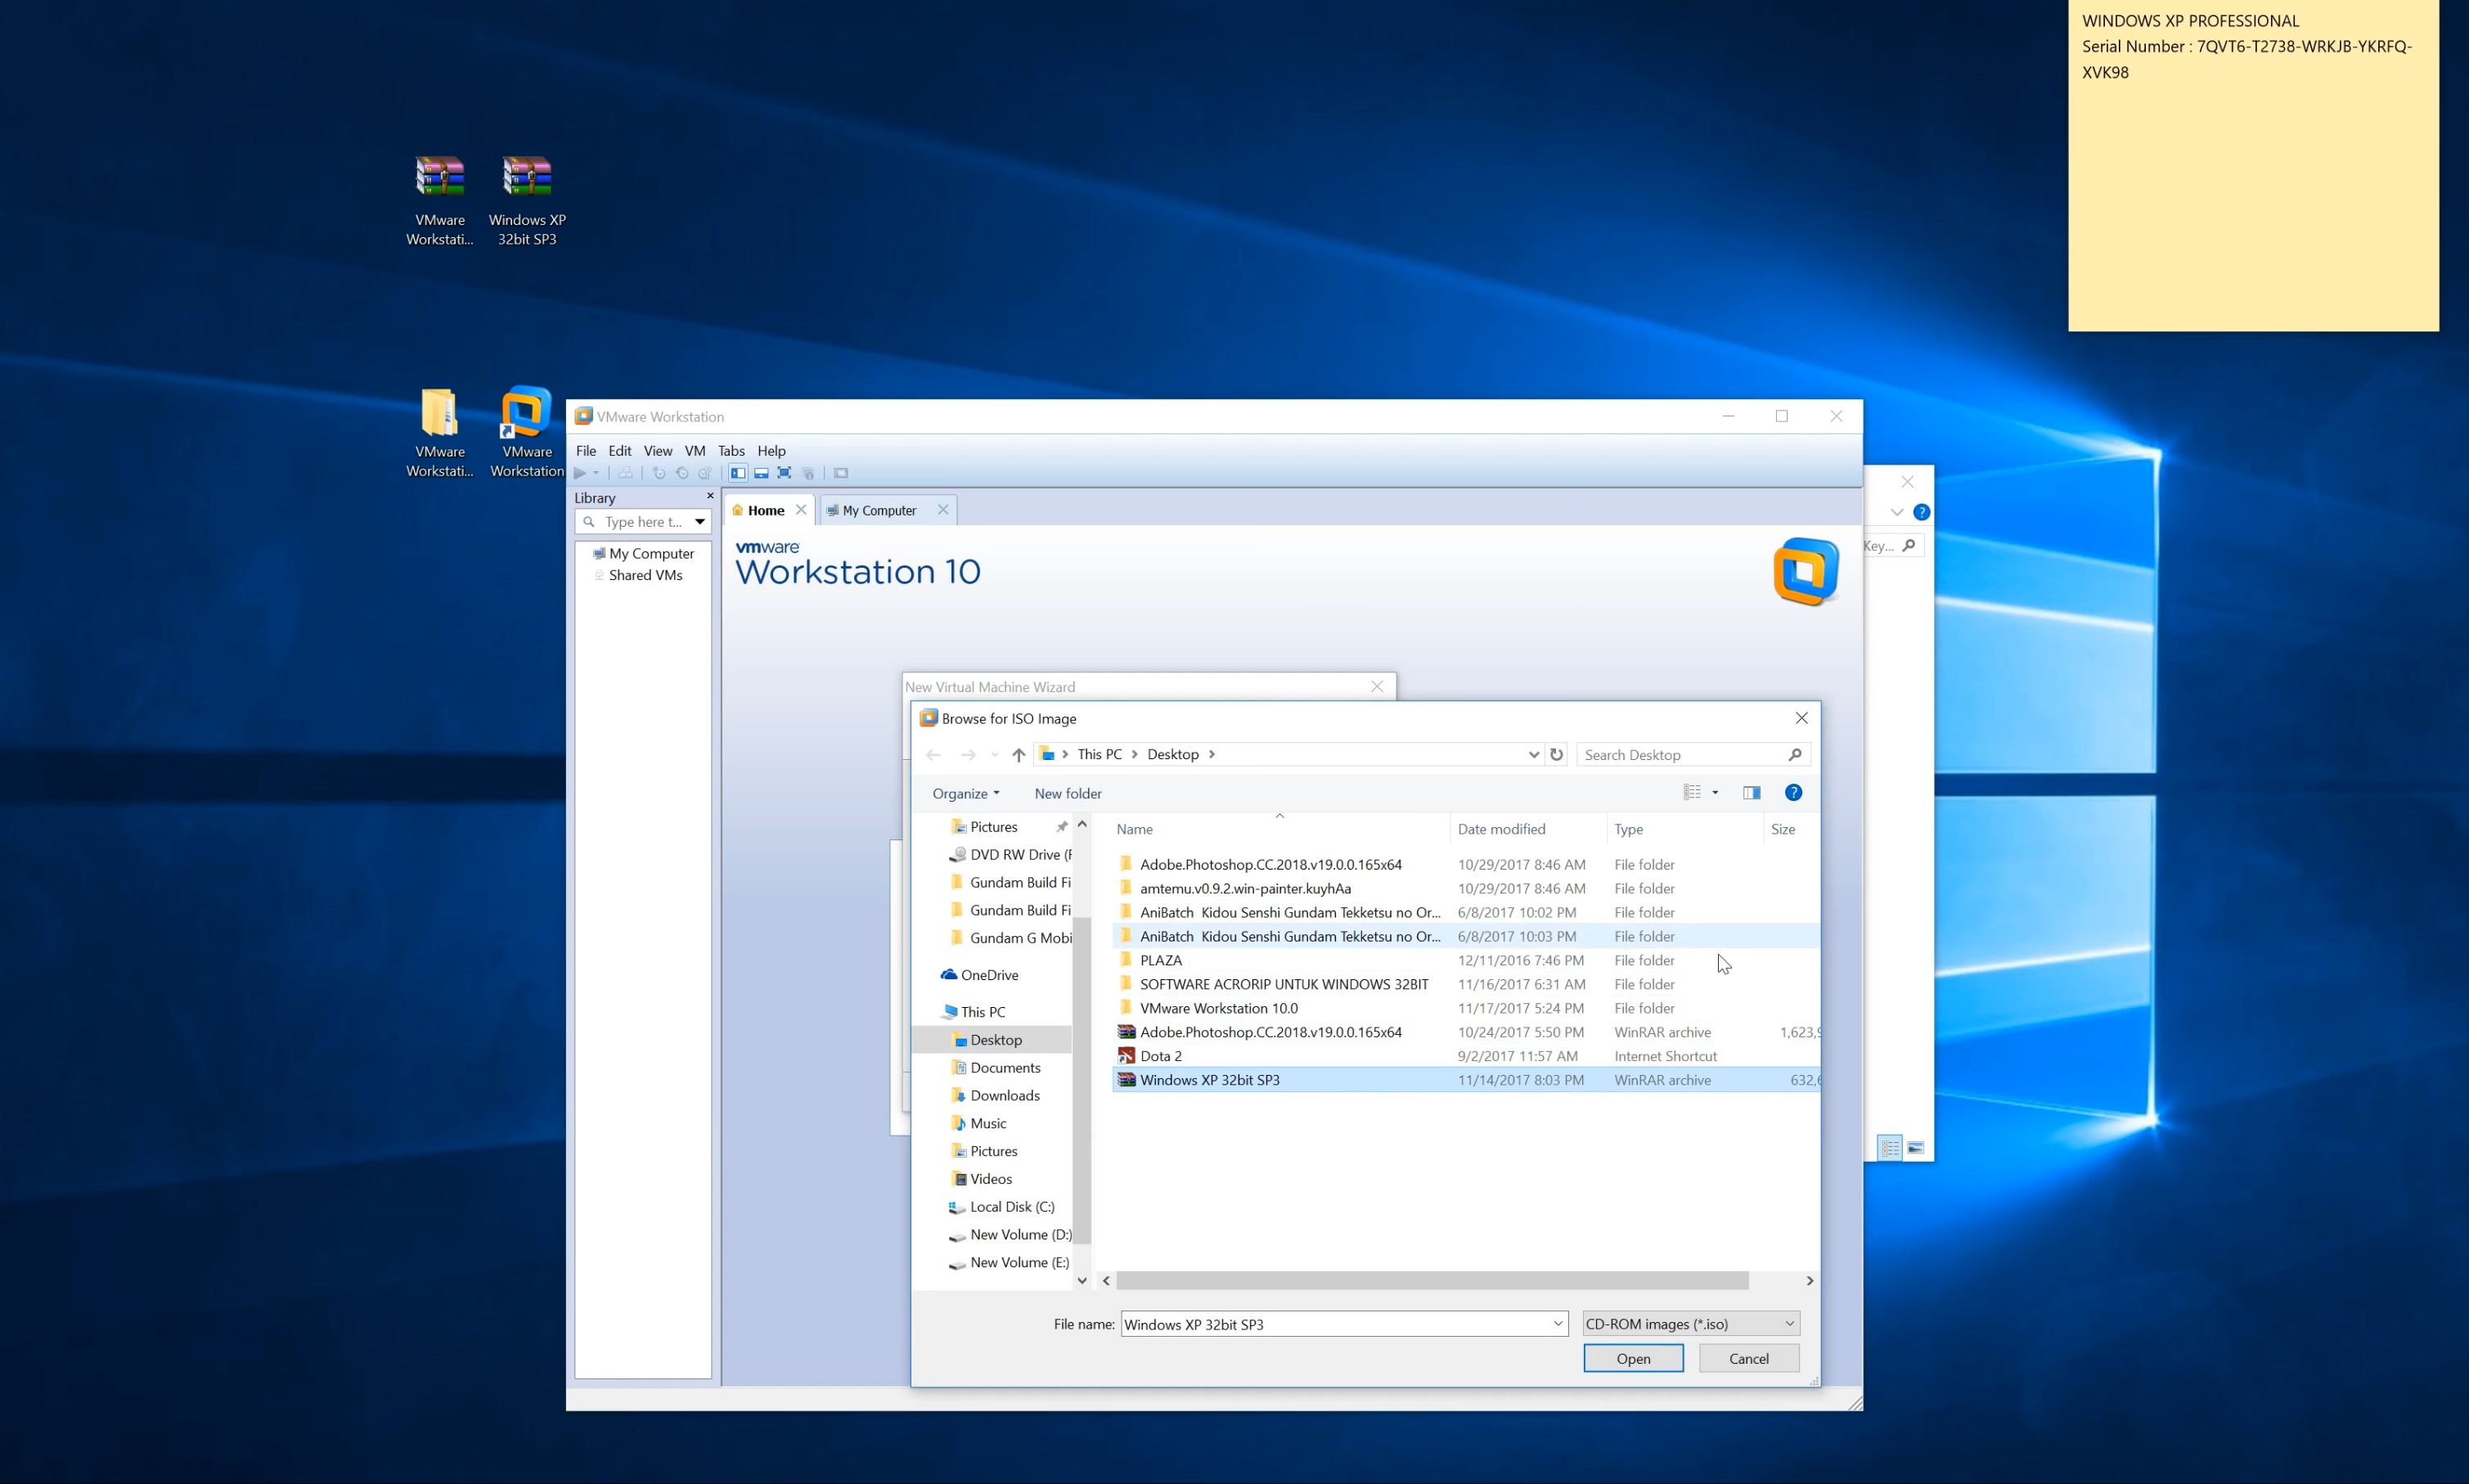 WINDOWS XP PROFESSIONAL
Serial Number : 7QVT6-T2738-WRKJB-YKRFQ-
XVK98
VMware
Workstati...
Windows XP
32bit SP3
VMware
Workstati...
VMware
Workstation
VMware Workstation
File Edit View VM Tabs Help
Library
Type here t...
My Computer
Shared VMs
Home
My Computer
vmware
Workstation 10
Key...
New Virtual Machine Wizard
Browse for ISO Image
This PC > Desktop >
Search Desktop
Organize
New folder
Pictures
DVD RW Drive (F
Gundam Build Fi
Gundam Build Fi
Gundam G Mobi
OneDrive
This PC
Desktop
Documents
Downloads
Music
Pictures
Videos
Local Disk (C:)
New Volume (D:)
New Volume (E:)
Name Date modified Type Size
Adobe.Photoshop.CC.2018.v19.0.0.165x64 10/29/2017 8:46 AM File folder
amtemu.v0.9.2.win-painter.kuyhAa 10/29/2017 8:46 AM File folder
AniBatch Kidou Senshi Gundam Tekketsu no Or... 6/8/2017 10:02 PM File folder
AniBatch Kidou Senshi Gundam Tekketsu no Or... 6/8/2017 10:03 PM File folder
PLAZA 12/11/2016 7:46 PM File folder
SOFTWARE ACRORIP UNTUK WINDOWS 32BIT 11/16/2017 6:31 AM File folder
VMware Workstation 10.0 11/17/2017 5:24 PM File folder
Adobe.Photoshop.CC.2018.v19.0.0.165x64 10/24/2017 5:50 PM WinRAR archive 1,623,9
Dota 2 9/2/2017 11:57 AM Internet Shortcut
Windows XP 32bit SP3 11/14/2017 8:03 PM WinRAR archive 632,6
File name: Windows XP 32bit SP3
CD-ROM images (*.iso)
Open
Cancel